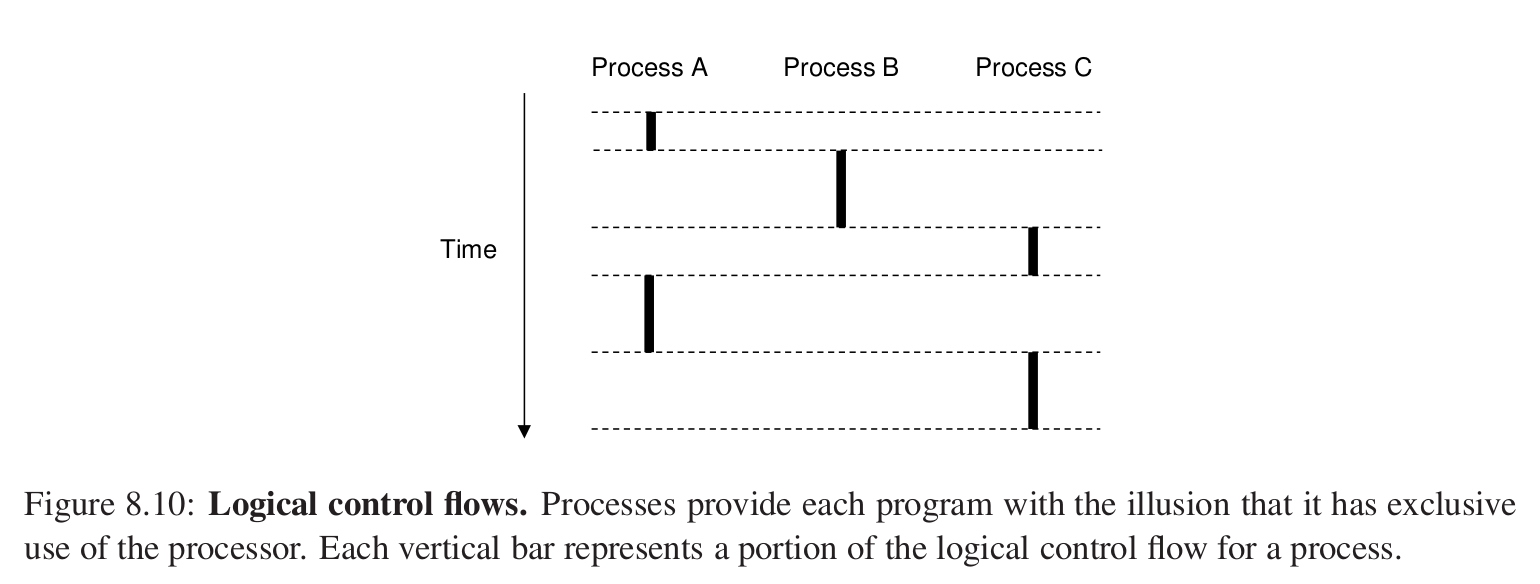 Process A Process B Process C
Time
Figure 8.10: Logical control flows. Processes provide each program with the illusion that it has exclusive
use of the processor. Each vertical bar represents a portion of the logical control flow for a process.